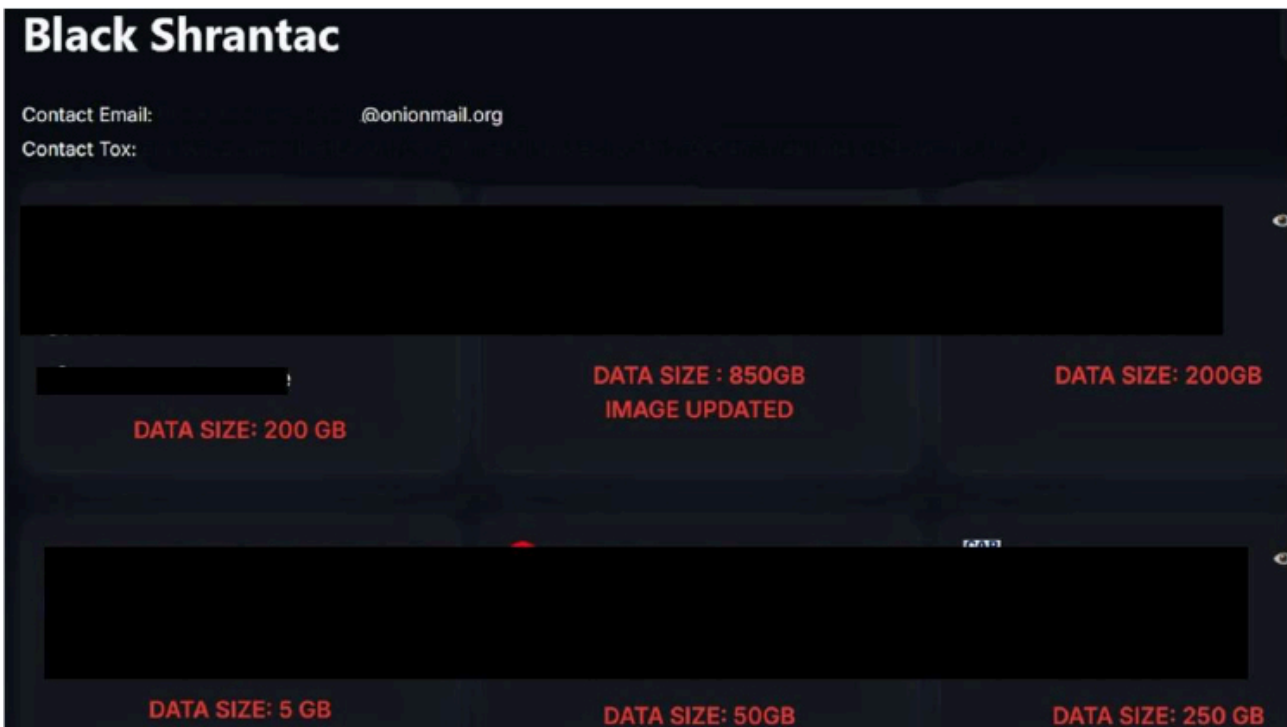 Black Shrantac
Contact Email: @onionmail.org
Contact Tox:
DATA SIZE: 200 GB
DATA SIZE : 850GB
IMAGE UPDATED
DATA SIZE: 200GB
DATA SIZE: 5 GB
DATA SIZE: 50GB
DATA SIZE: 250 GB